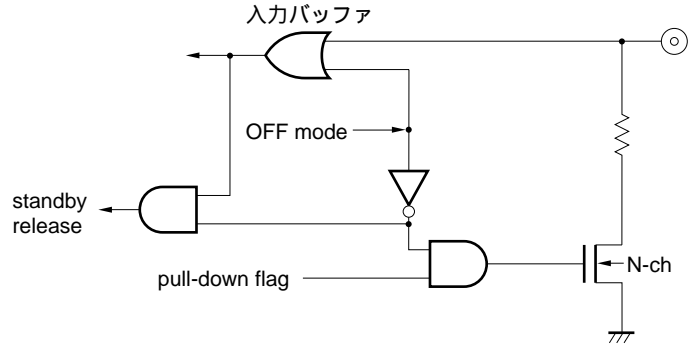 入力バッファ
OFF mode
standby
release
pull-down flag
N-ch